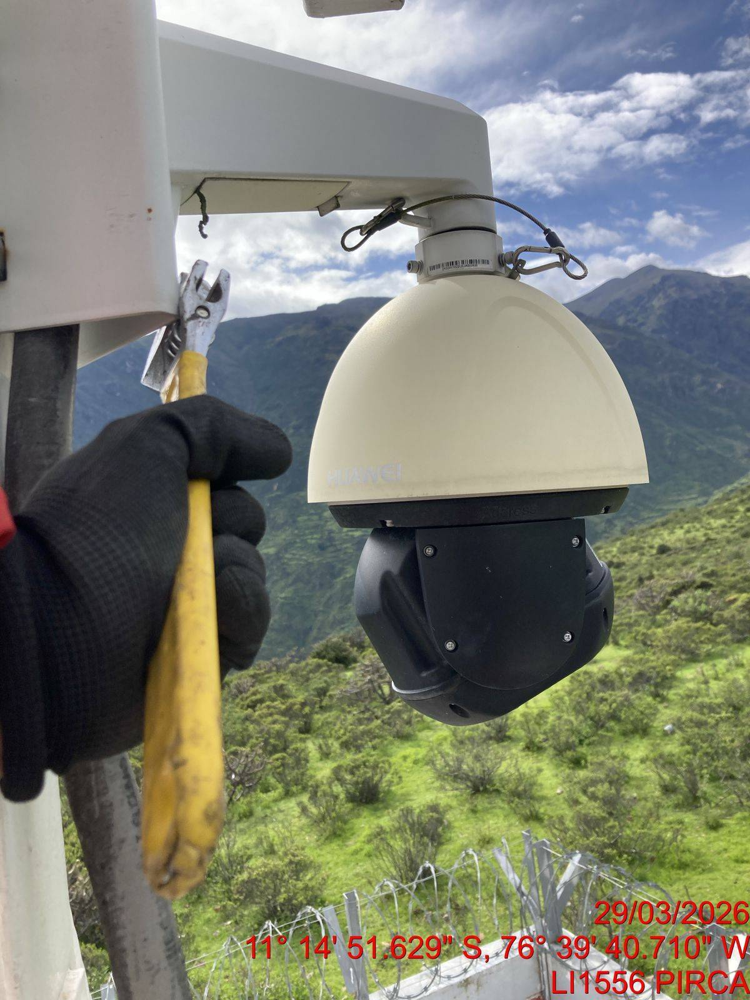 HUAWEI
29/03/2026
11° 14' 51.629" S, 76° 39' 40.710" W
LI1556 PIRCA